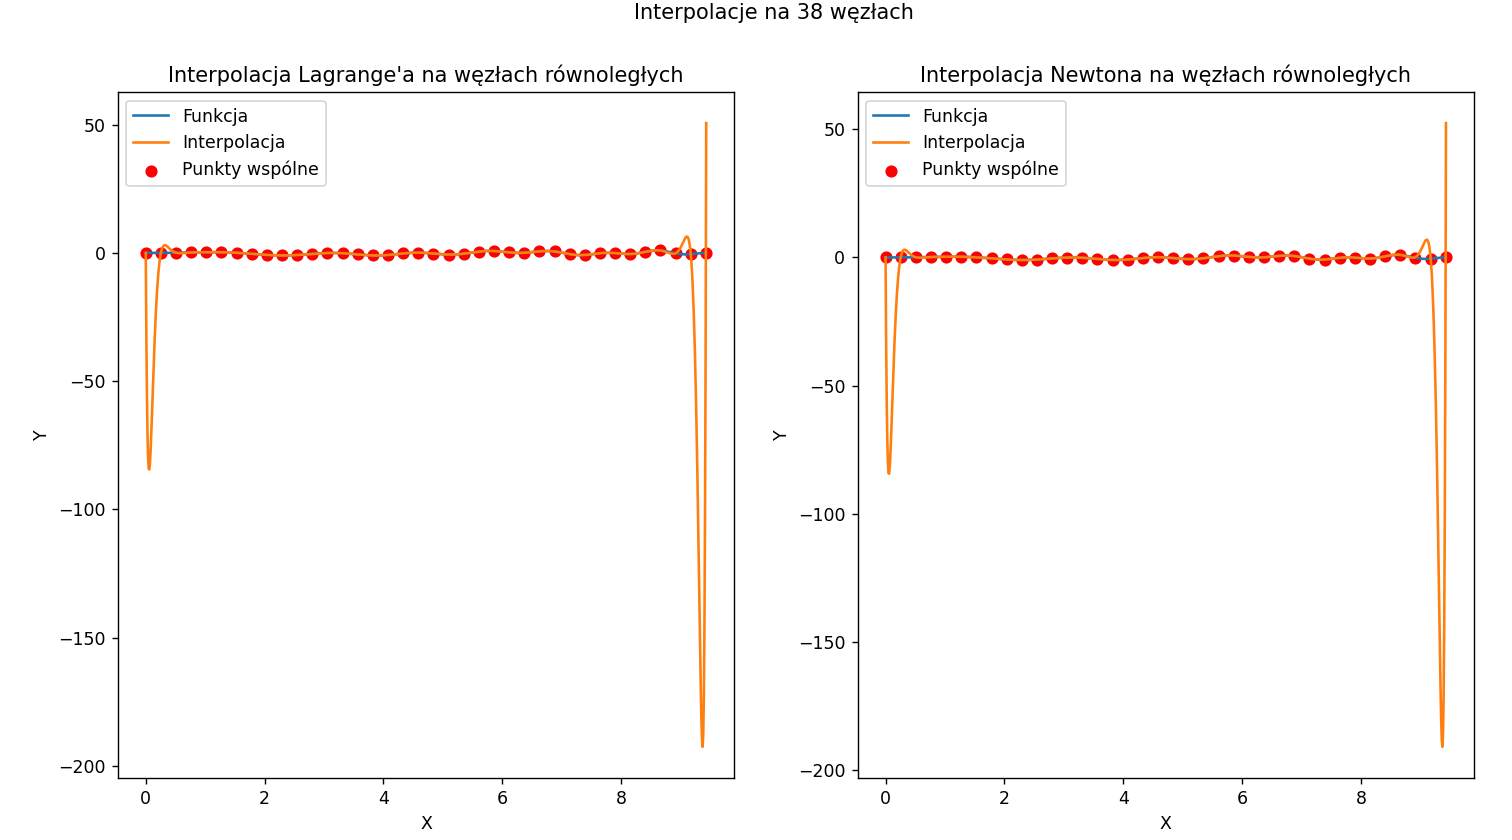 Interpolacje na 38 węzłach
Interpolacja Lagrange'a na węzłach równoległych
Funkcja
Interpolacja
Punkty wspólne
50
0
−50
−100
−150
−200
Y
0 2 4 6 8
X
Interpolacja Newtona na węzłach równoległych
Funkcja
Interpolacja
Punkty wspólne
50
0
−50
−100
−150
−200
Y
0 2 4 6 8
X